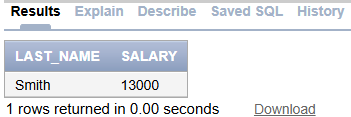 Results Explain Describe Saved SQL History
LAST_NAME SALARY
Smith 13000
1 rows returned in 0.00 seconds Download